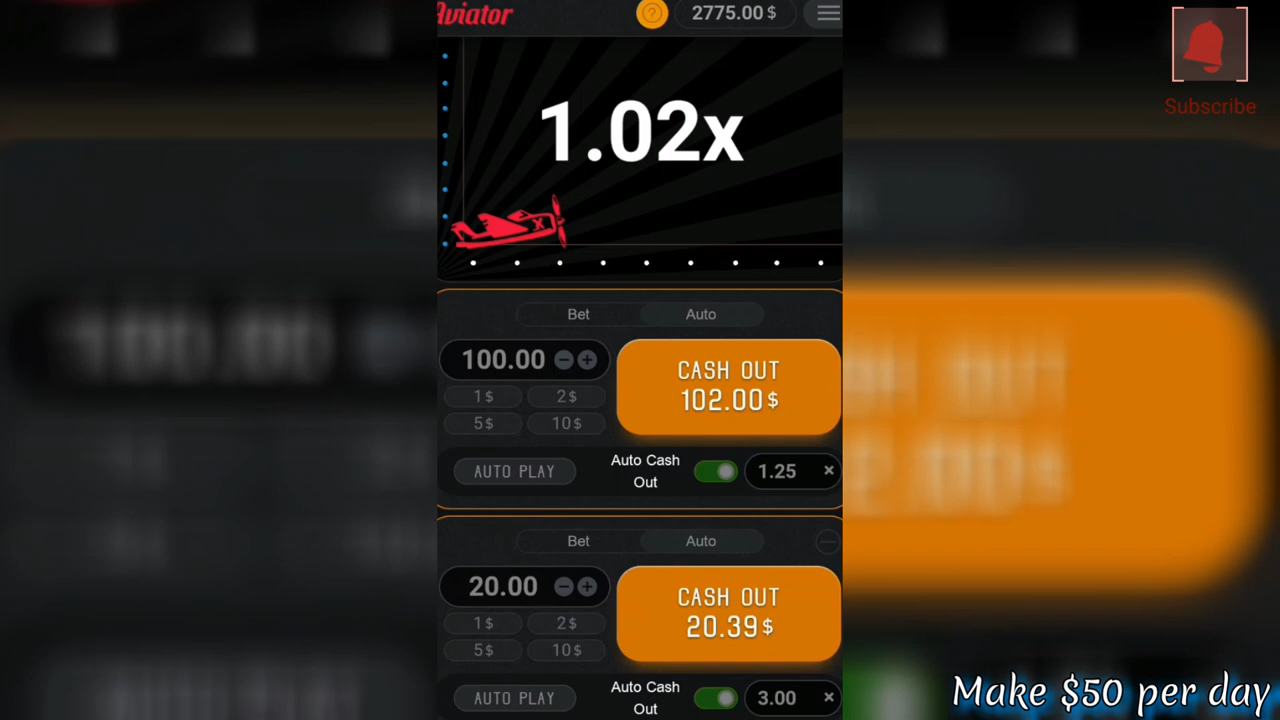 Aviator
?
2775.00 $
Subscribe
1.02x
X
Bet
Auto
100.00
CASH OUT
102.00$
1$
2$
5$
10$
AUTO PLAY
Auto Cash
Out
1.25
×
Bet
Auto
20.00
CASH OUT
20.39$
1$
2$
5$
10$
AUTO PLAY
Auto Cash
Out
3.00
×
Make $50 per day